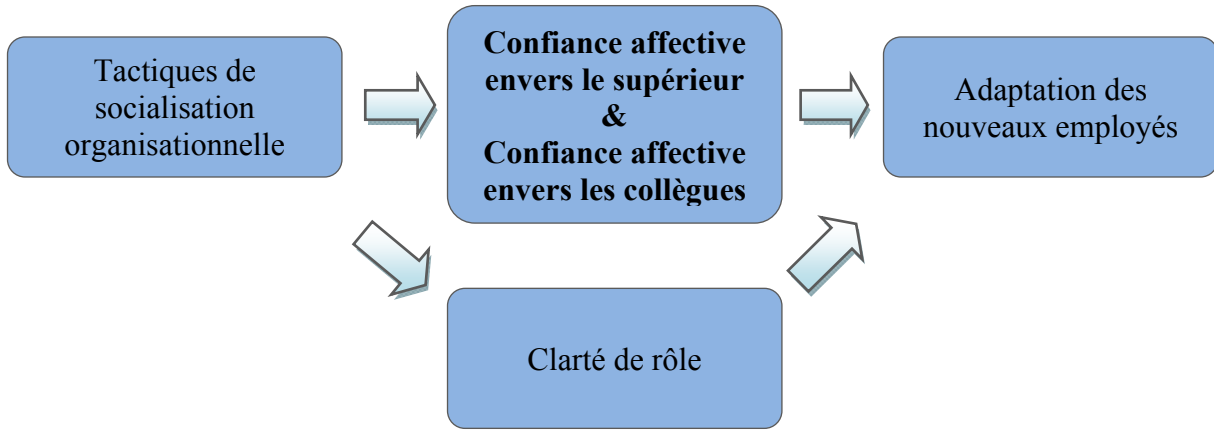 Tactiques de
socialisation
organisationnelle
Confiance affective
envers le supérieur
&
Confiance affective
envers les collègues
Adaptation des
nouveaux employés
Clarté de rôle